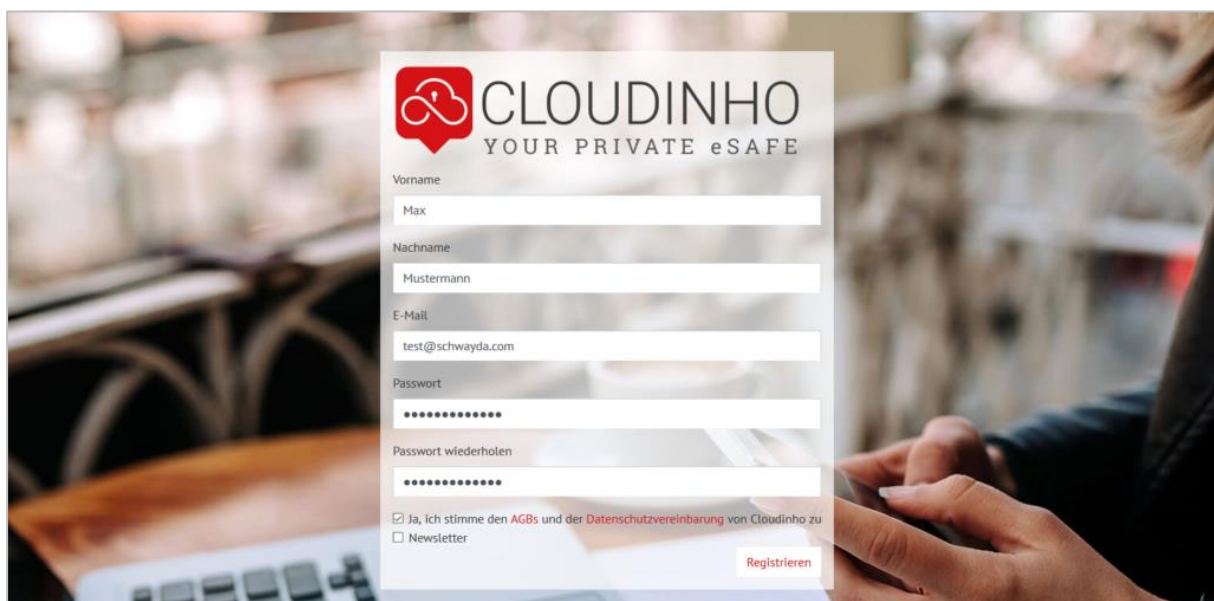 CLOUDINHO
YOUR PRIVATE eSAFE
Vorname
Max
Nachname
Mustermann
E-Mail
test@schwayda.com
Passwort
●●●●●●●●●●●●●
Passwort wiederholen
●●●●●●●●●●●●●
Ja, ich stimme den AGBs und der Datenschutzvereinbarung von Cloudinho zu
Newsletter
Registrieren